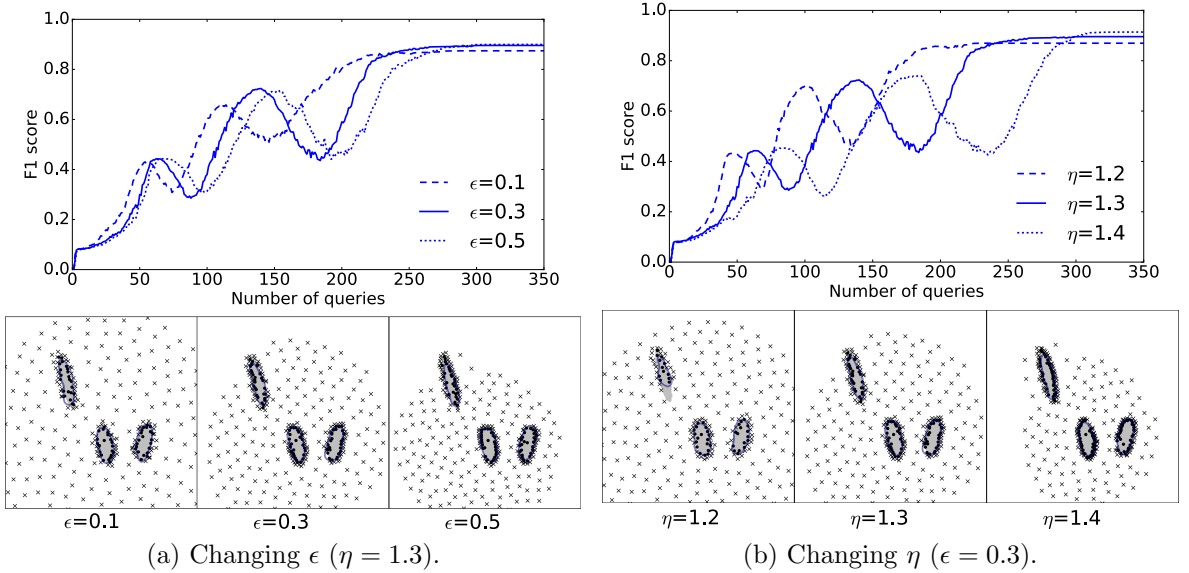 1.0
0.8
0.6
0.4
0.2
0.0
F1 score
0 50 100 150 200 250 300 350
Number of queries
ϵ=0.1
ϵ=0.3
ϵ=0.5
ϵ=0.1 ϵ=0.3 ϵ=0.5
(a) Changing ϵ (η = 1.3).
1.0
0.8
0.6
0.4
0.2
0.0
F1 score
0 50 100 150 200 250 300 350
Number of queries
η=1.2
η=1.3
η=1.4
η=1.2 η=1.3 η=1.4
(b) Changing η (ϵ = 0.3).